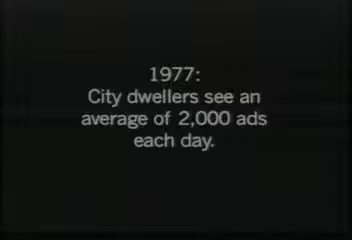 1977:
City dwellers see an
average of 2,000 ads
each day.